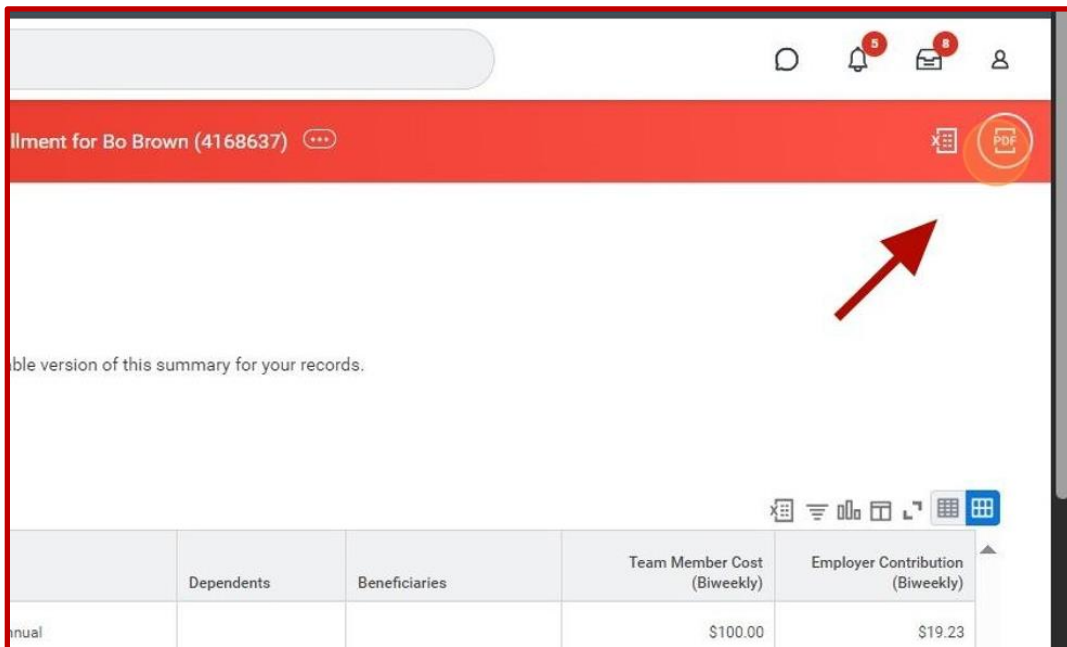 5
8
llment for Bo Brown (4168637)
PDF
ble version of this summary for your records.
Dependents
Beneficiaries
Team Member Cost
(Biweekly)
Employer Contribution
(Biweekly)
nnual
$100.00
$19.23